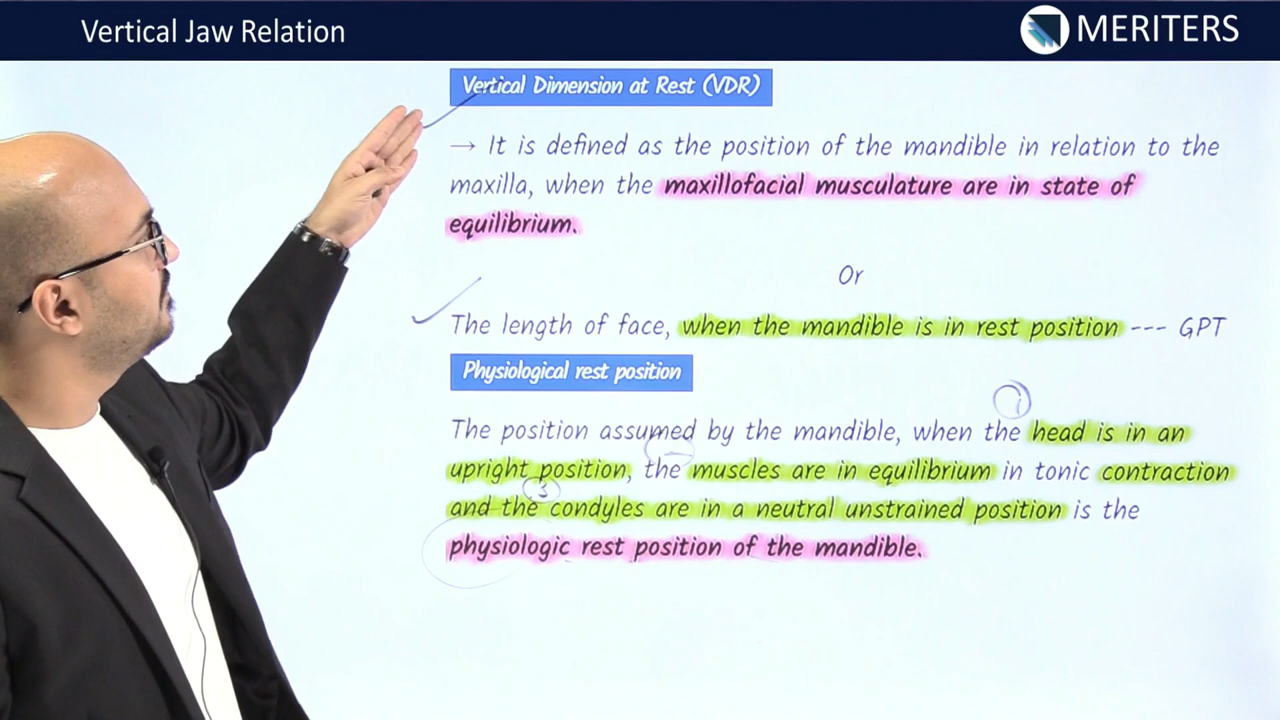 Vertical Jaw Relation
MERITERS
Vertical Dimension at Rest (VDR)
→ It is defined as the position of the mandible in relation to the
maxilla, when the maxillofacial musculature are in state of
equilibrium.
Or
The length of face, when the mandible is in rest position --- GPT
Physiological rest position
The position assumed by the mandible, when the head is in an
upright position, the muscles are in equilibrium in tonic contraction
and the condyles are in a neutral unstrained position is the
physiologic rest position of the mandible.